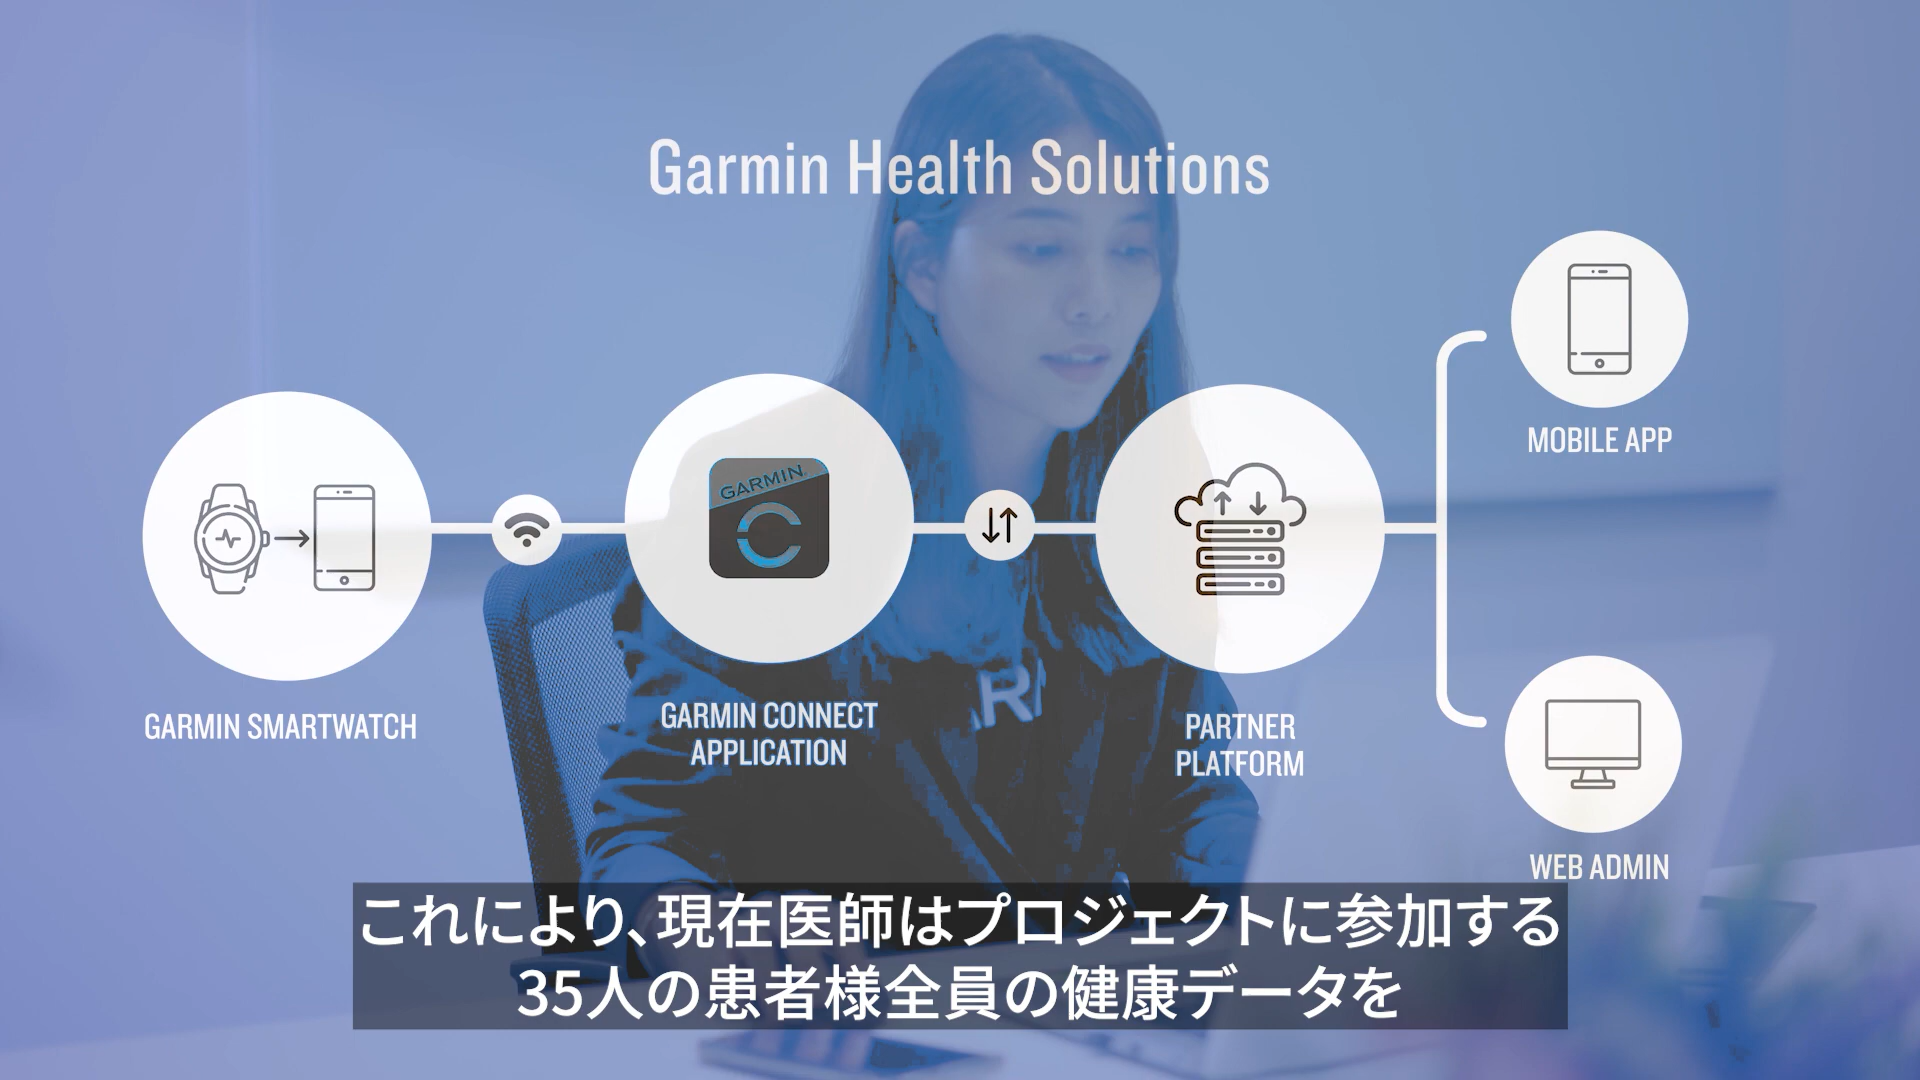 Garmin Health Solutions
GARMIN
MOBILE APP
GARMIN SMARTWATCH
GARMIN CONNECT
APPLICATION
PARTNER
PLATFORM
WEB ADMIN
これにより、現在医師はプロジェクトに参加する
35人の患者様全員の健康データを